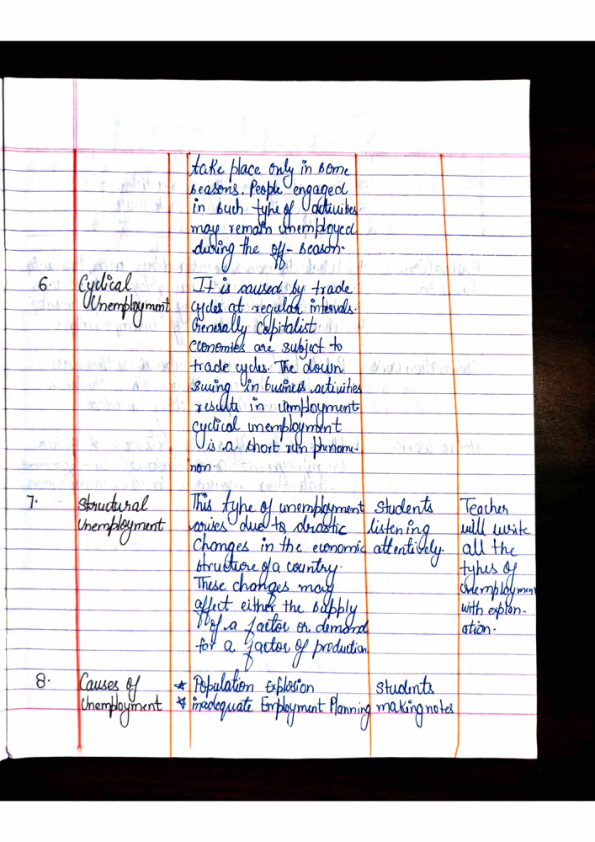 take place only in some
seasons. People engaged
in such type of activities
may remain unemployed
during the off-season.
6. Cyclical
Unemployment
It is caused by trade
cycles at regular intervals.
Generally Capitalist
economies are subject to
trade cycles. The down
swing in business activities
results in unmployment
cyclical unemployment
is a short run phenome-
non.
7. Structural
Unemployment
This type of unemployment
arises due to drastic
changes in the economic
structure of a country.
These changes may
affect either the supply
of a factor or demand
for a factor of production
students
listening
attentively.
Teacher
will write
all the
types of
unemployment
with explan-
ation.
8. Causes of
Unemployment
★ Population Explosion
★ inadequate Employment Planning
students
making notes